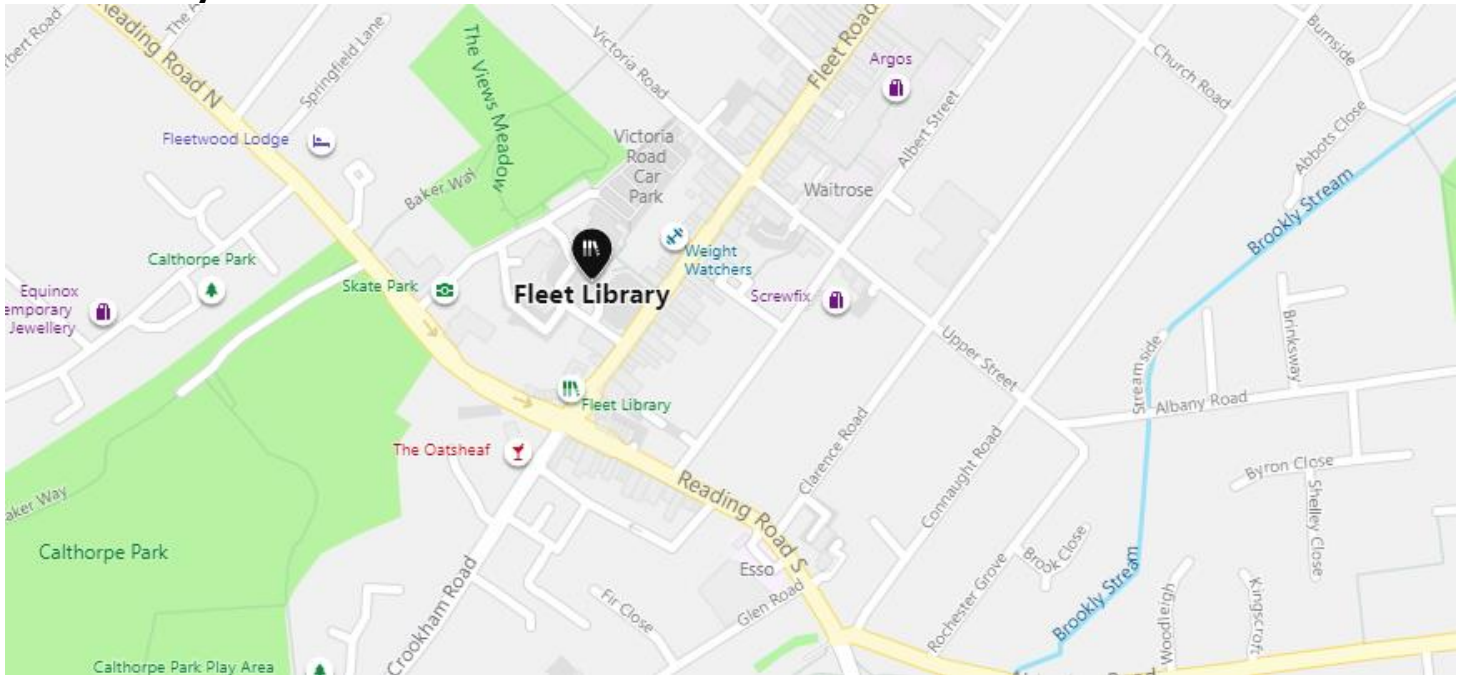 Reading Road N
The A
bert Road
Springfield Lane
The Views Meadow
Victoria Road
Fleet Road
Argos
Church Road
Burnside
Abbots Close
Albert Street
Fleetwood Lodge
Victoria
Road
Car
Park
Baker Way
Waitrose
Brookly Stream
Calthorpe Park
Weight
Watchers
Skate Park
Fleet Library
Screwfix
Equinox
emporary
Jewellery
Upper Street
Brinksway
Streamside
Albany Road
Fleet Library
The Oatsheaf
Clarence Road
Connaught Road
Byron Close
Shelley Close
Reading Road S
aker Way
Calthorpe Park
Esso
Brook Close
Rochester Grove
Brookly Stream
Woodleigh
Kingscroft
Glen Road
Fir Close
Crookham Road
Calthorpe Park Play Area